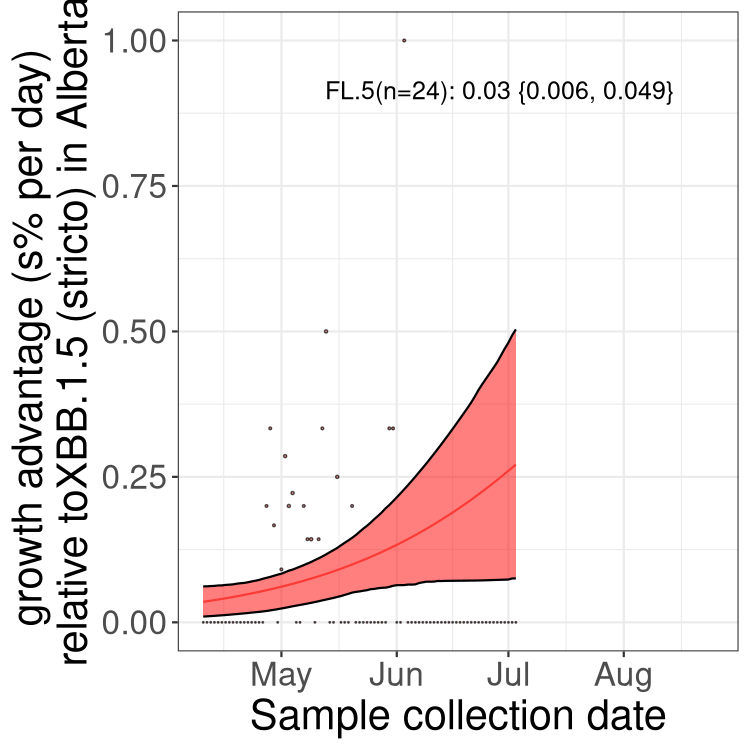 growth advantage (s% per day)
relative toXBB.1.5 (stricto) in Alberta
1.00
0.75
0.50
0.25
0.00
FL.5(n=24): 0.03 {0.006, 0.049}
May Jun Jul Aug
Sample collection date